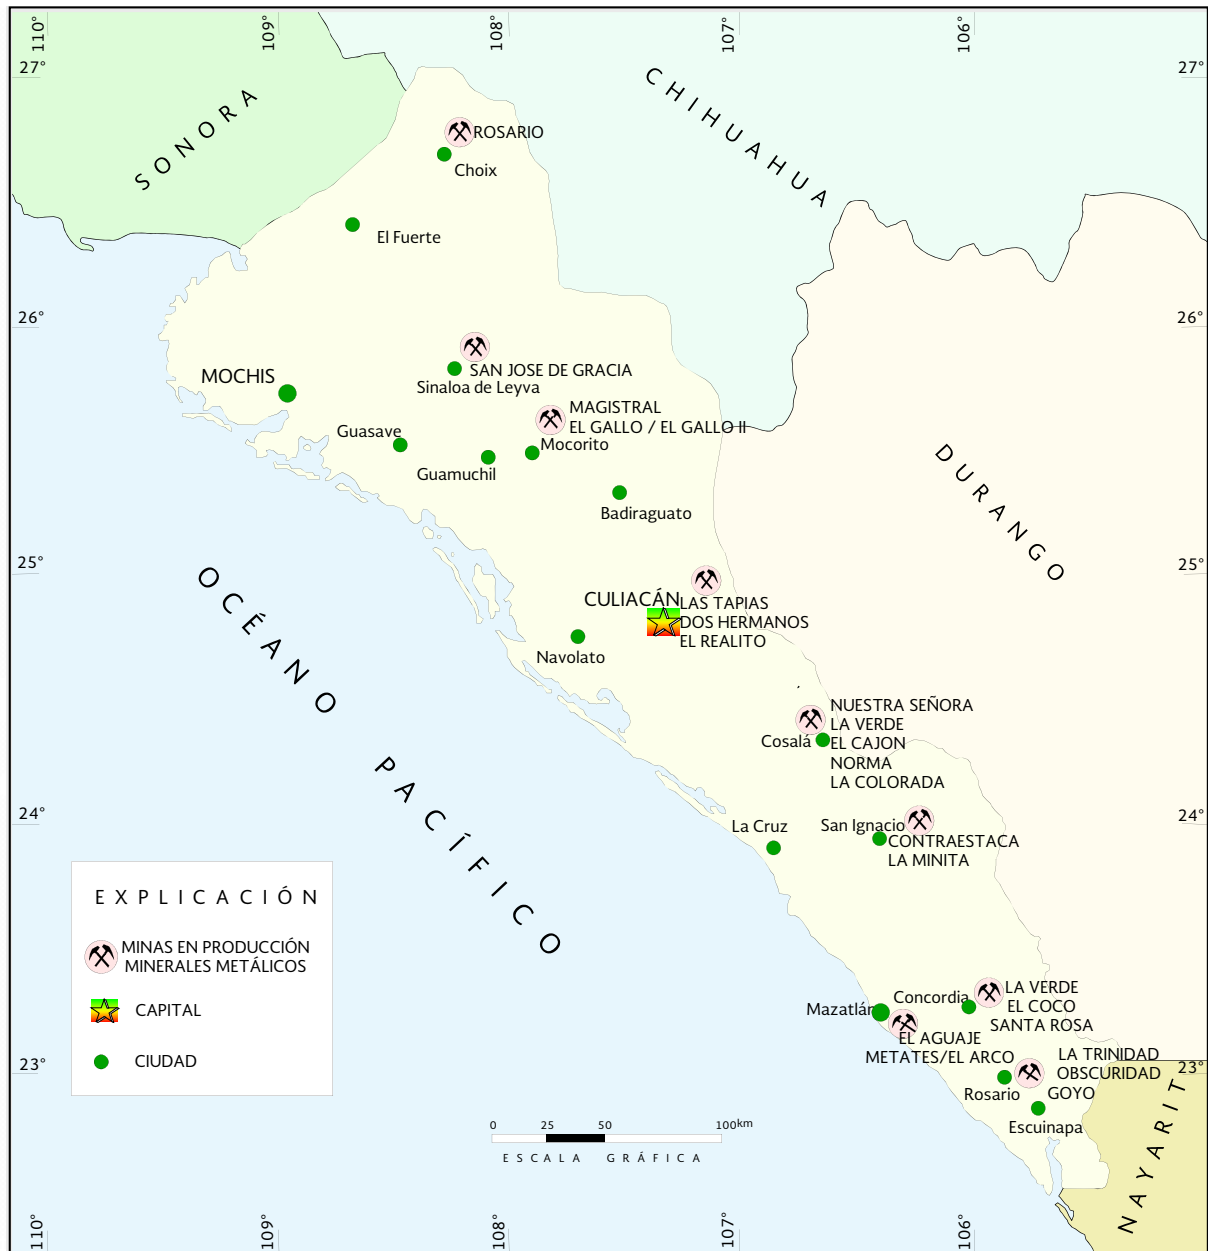 110°
109°
108°
107°
106°
27°
27°
SONORA
CHIHUAHUA
ROSARIO
Choix
El Fuerte
26°
26°
SAN JOSE DE GRACIA
Sinaloa de Leyva
MOCHIS
MAGISTRAL
EL GALLO / EL GALLO II
Mocorito
Guasave
Guamuchil
DURANGO
Badiraguato
25°
25°
OCÉANO PACÍFICO
CULIACÁN
LAS TAPIAS
DOS HERMANOS
EL REALITO
Navolato
NUESTRA SEÑORA
LA VERDE
EL CAJON
NORMA
LA COLORADA
Cosalá
24°
24°
La Cruz
San Ignacio
CONTRAESTACA
LA MINITA
EXPLICACIÓN
MINAS EN PRODUCCIÓN
MINERALES METÁLICOS
CAPITAL
CIUDAD
Mazatlán
Concordia
LA VERDE
EL COCO
SANTA ROSA
EL AGUAJE
METATES/EL ARCO
23°
23°
LA TRINIDAD
OBSCURIDAD
GOYO
Rosario
Escuinapa
NAYARIT
0 25 50 100km
ESCALA GRÁFICA
110°
109°
108°
107°
106°